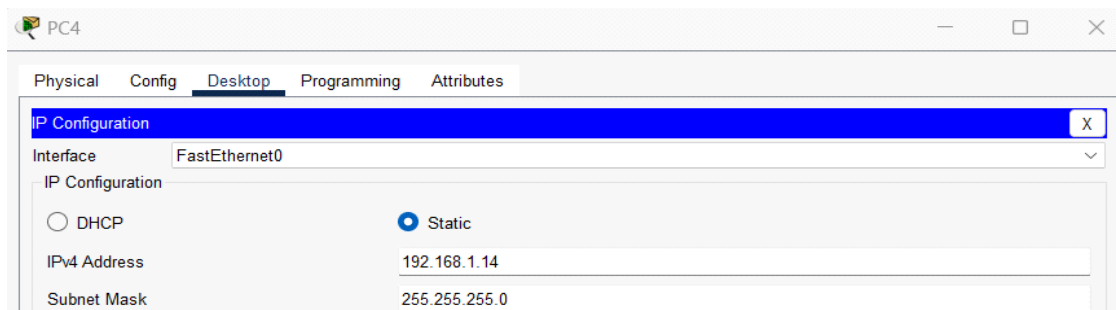 PC4
Physical Config Desktop Programming Attributes
IP Configuration X
Interface FastEthernet0
IP Configuration
DHCP Static
IPv4 Address 192.168.1.14
Subnet Mask 255.255.255.0